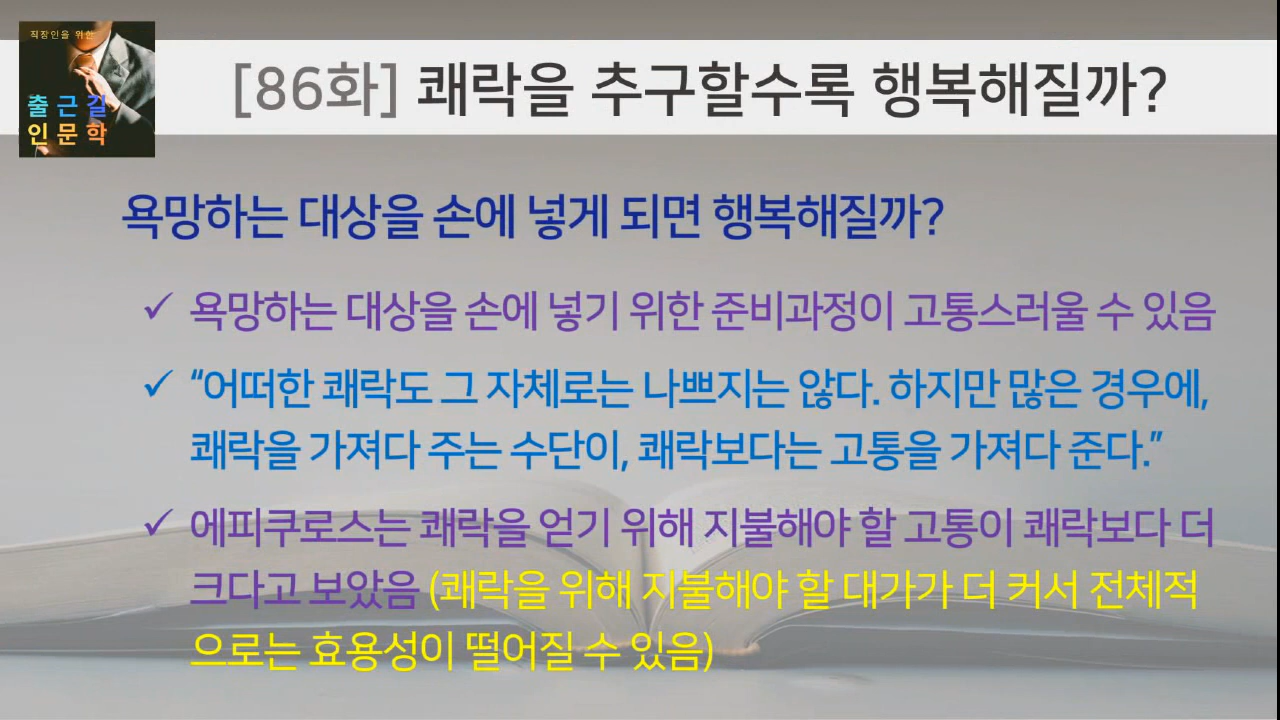 직장인을 위한
출근길
인문학
[86화] 쾌락을 추구할수록 행복해질까?
욕망하는 대상을 손에 넣게 되면 행복해질까?
✓ 욕망하는 대상을 손에 넣기 위한 준비과정이 고통스러울 수 있음
✓ “어떠한 쾌락도 그 자체로는 나쁘지는 않다. 하지만 많은 경우에,
쾌락을 가져다 주는 수단이, 쾌락보다는 고통을 가져다 준다.”
✓ 에피쿠로스는 쾌락을 얻기 위해 지불해야 할 고통이 쾌락보다 더
크다고 보았음 (쾌락을 위해 지불해야 할 대가가 더 커서 전체적
으로는 효용성이 떨어질 수 있음)